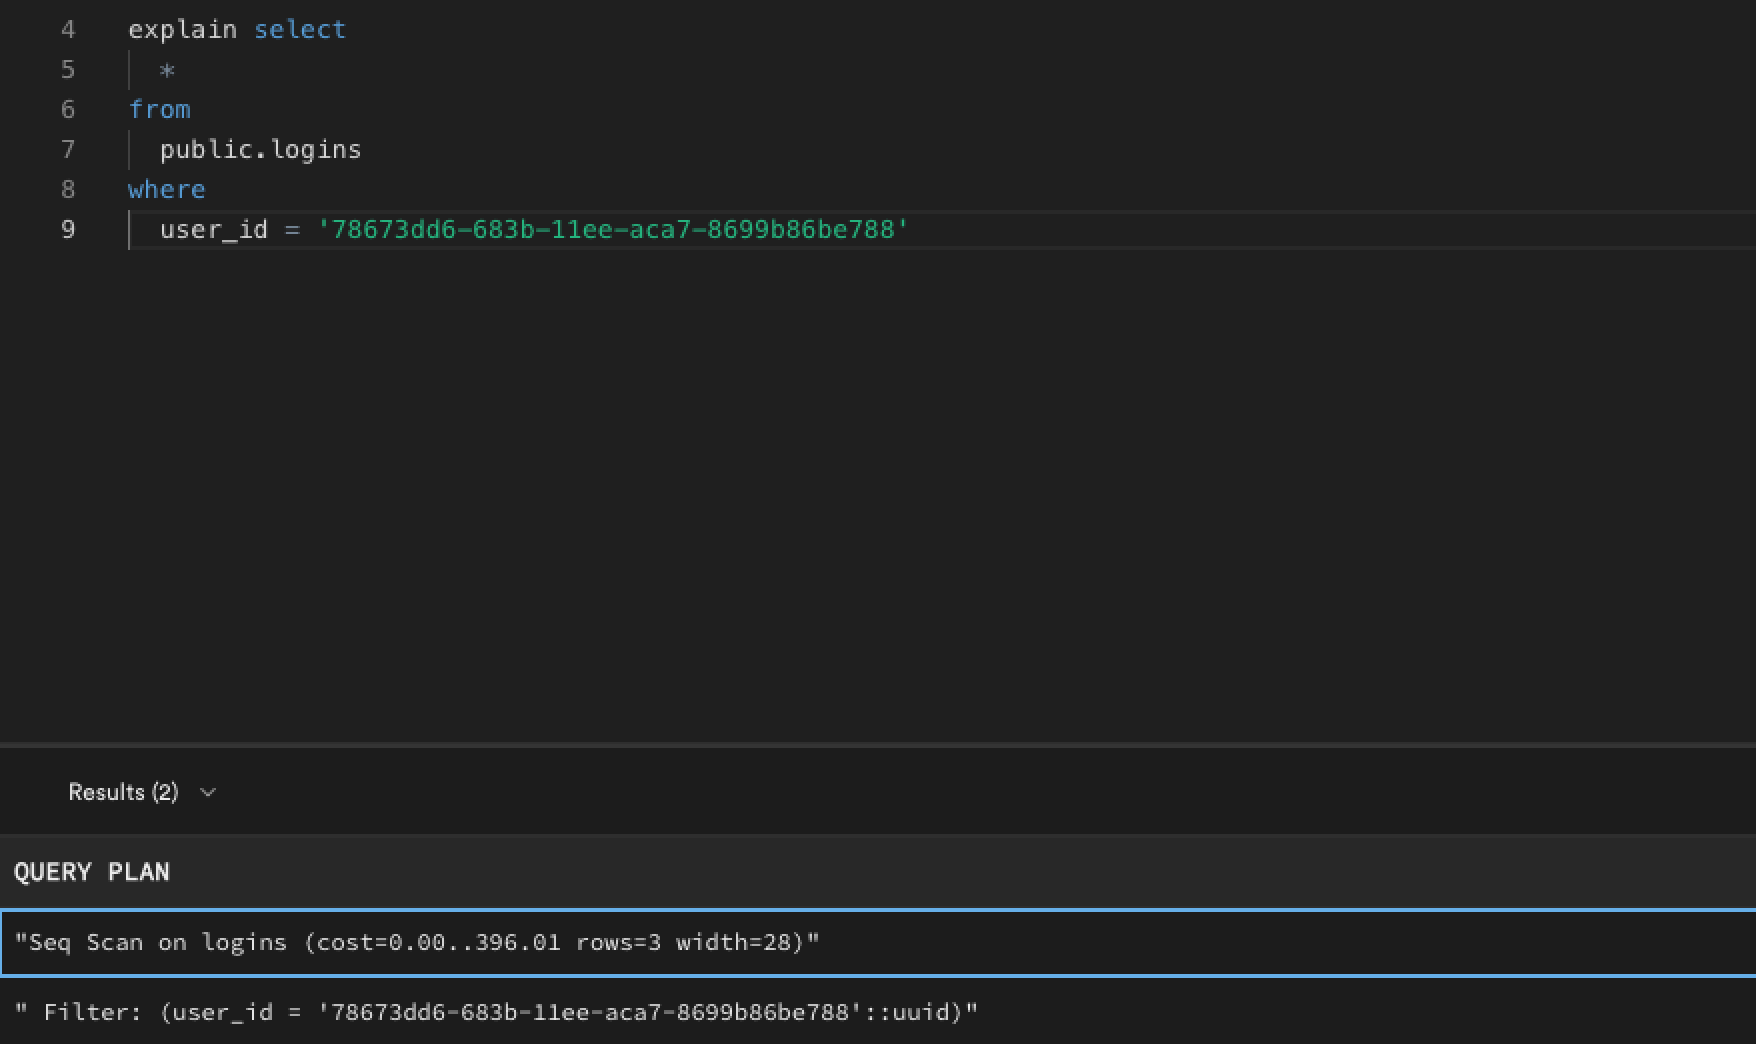 4 explain select
5 *
6 from
7 public.logins
8 where
9 user_id = '78673dd6-683b-11ee-aca7-8699b86be788'
Results (2)
QUERY PLAN
"Seq Scan on logins (cost=0.00..396.01 rows=3 width=28)"
" Filter: (user_id = '78673dd6-683b-11ee-aca7-8699b86be788'::uuid)"